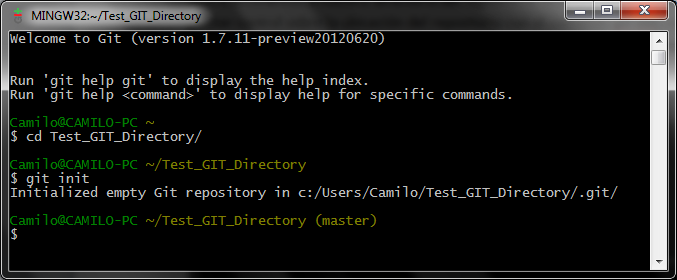 MINGW32:~/Test_GIT_Directory
Welcome to Git (version 1.7.11-preview20120620)
Run 'git help git' to display the help index.
Run 'git help <command>' to display help for specific commands.
Camilo@CAMILO-PC ~
$ cd Test_GIT_Directory/
Camilo@CAMILO-PC ~/Test_GIT_Directory
$ git init
Initialized empty Git repository in c:/Users/Camilo/Test_GIT_Directory/.git/
Camilo@CAMILO-PC ~/Test_GIT_Directory (master)
$